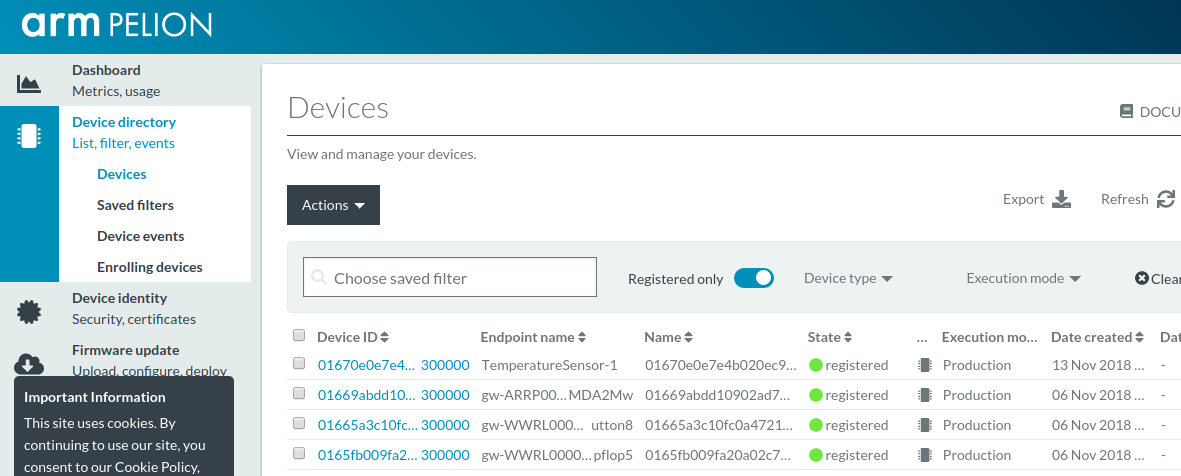 arm PELION
Dashboard
Metrics, usage
Device directory
List, filter, events
Devices
Saved filters
Device events
Enrolling devices
Device identity
Security, certificates
Firmware update
Upload, configure, deploy
Important Information
This site uses cookies. By
continuing to use our site, you
consent to our Cookie Policy,
Devices
DOCU
View and manage your devices.
Actions
Export
Refresh
Choose saved filter
Registered only
Device type
Execution mode
Clear
Device ID Endpoint name Name State ... Execution mo... Date created Dat
01670e0e7e4... 300000 TemperatureSensor-1 01670e0e7e4b020ec9... registered Production 13 Nov 2018 ... -
01669abdd10... 300000 gw-ARRP00... MDA2Mw 01669abdd10902ad7... registered Production 06 Nov 2018 ... -
01665a3c10fc... 300000 gw-WWRL000... utton8 01665a3c10fc0a4721... registered Production 06 Nov 2018 ... -
0165fb009fa2... 300000 gw-WWRL0000... pflop5 0165fb009fa20a02c7... registered Production 06 Nov 2018 ... -